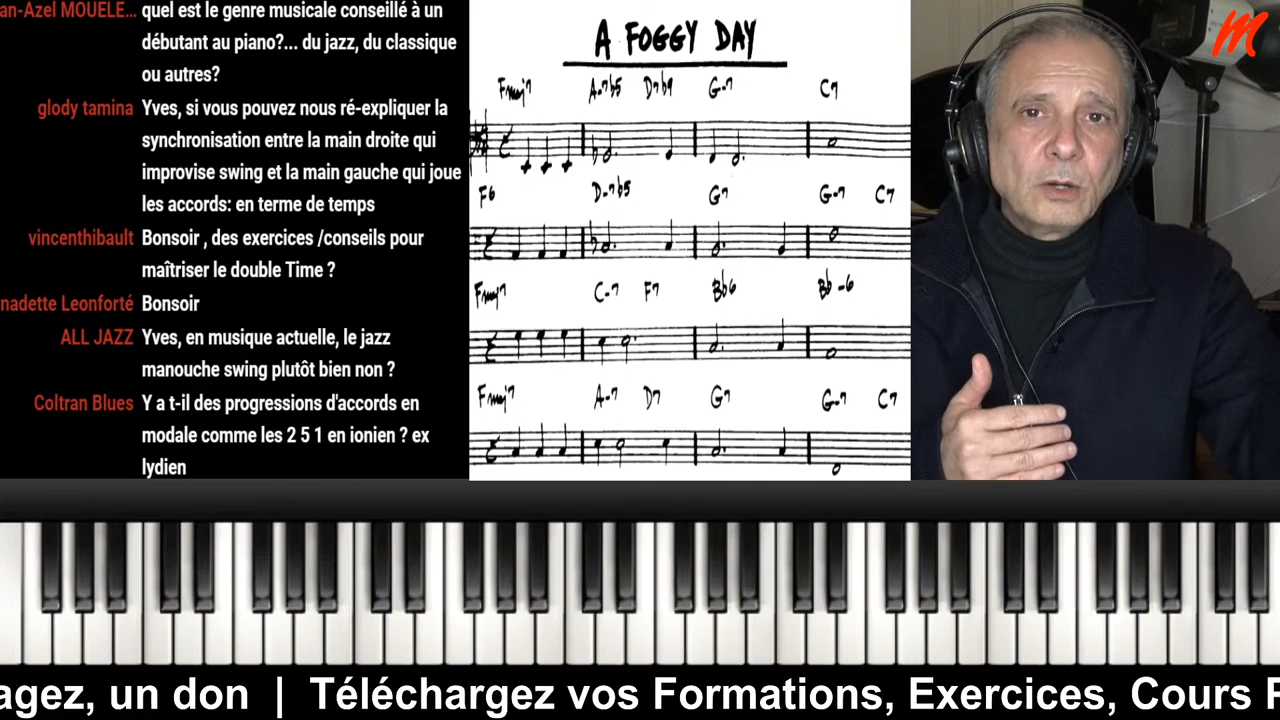 an-Azel MOUELE... quel est le genre musicale conseillé à un
débutant au piano?... du jazz, du classique
ou autres?
glody tamina Yves, si vous pouvez nous ré-expliquer la
synchronisation entre la main droite qui
improvise swing et la main gauche qui joue
les accords: en terme de temps
vincenthibault Bonsoir , des exercices /conseils pour
maîtriser le double Time ?
nadette Leonforté Bonsoir
ALL JAZZ Yves, en musique actuelle, le jazz
manouche swing plutôt bien non ?
Coltran Blues Y a t-il des progressions d'accords en
modale comme les 2 5 1 en ionien ? ex
lydien
A FOGGY DAY
Fmaj7 A-7b5 D7b9 G-7 C7
F6 D-7b5 G7 G-7 C7
Fmaj7 C-7 F7 Bb6 Bb-6
Fmaj7 A-7 D7 G7 G-7 C7
M
agez, un don | Téléchargez vos Formations, Exercices, Cours F